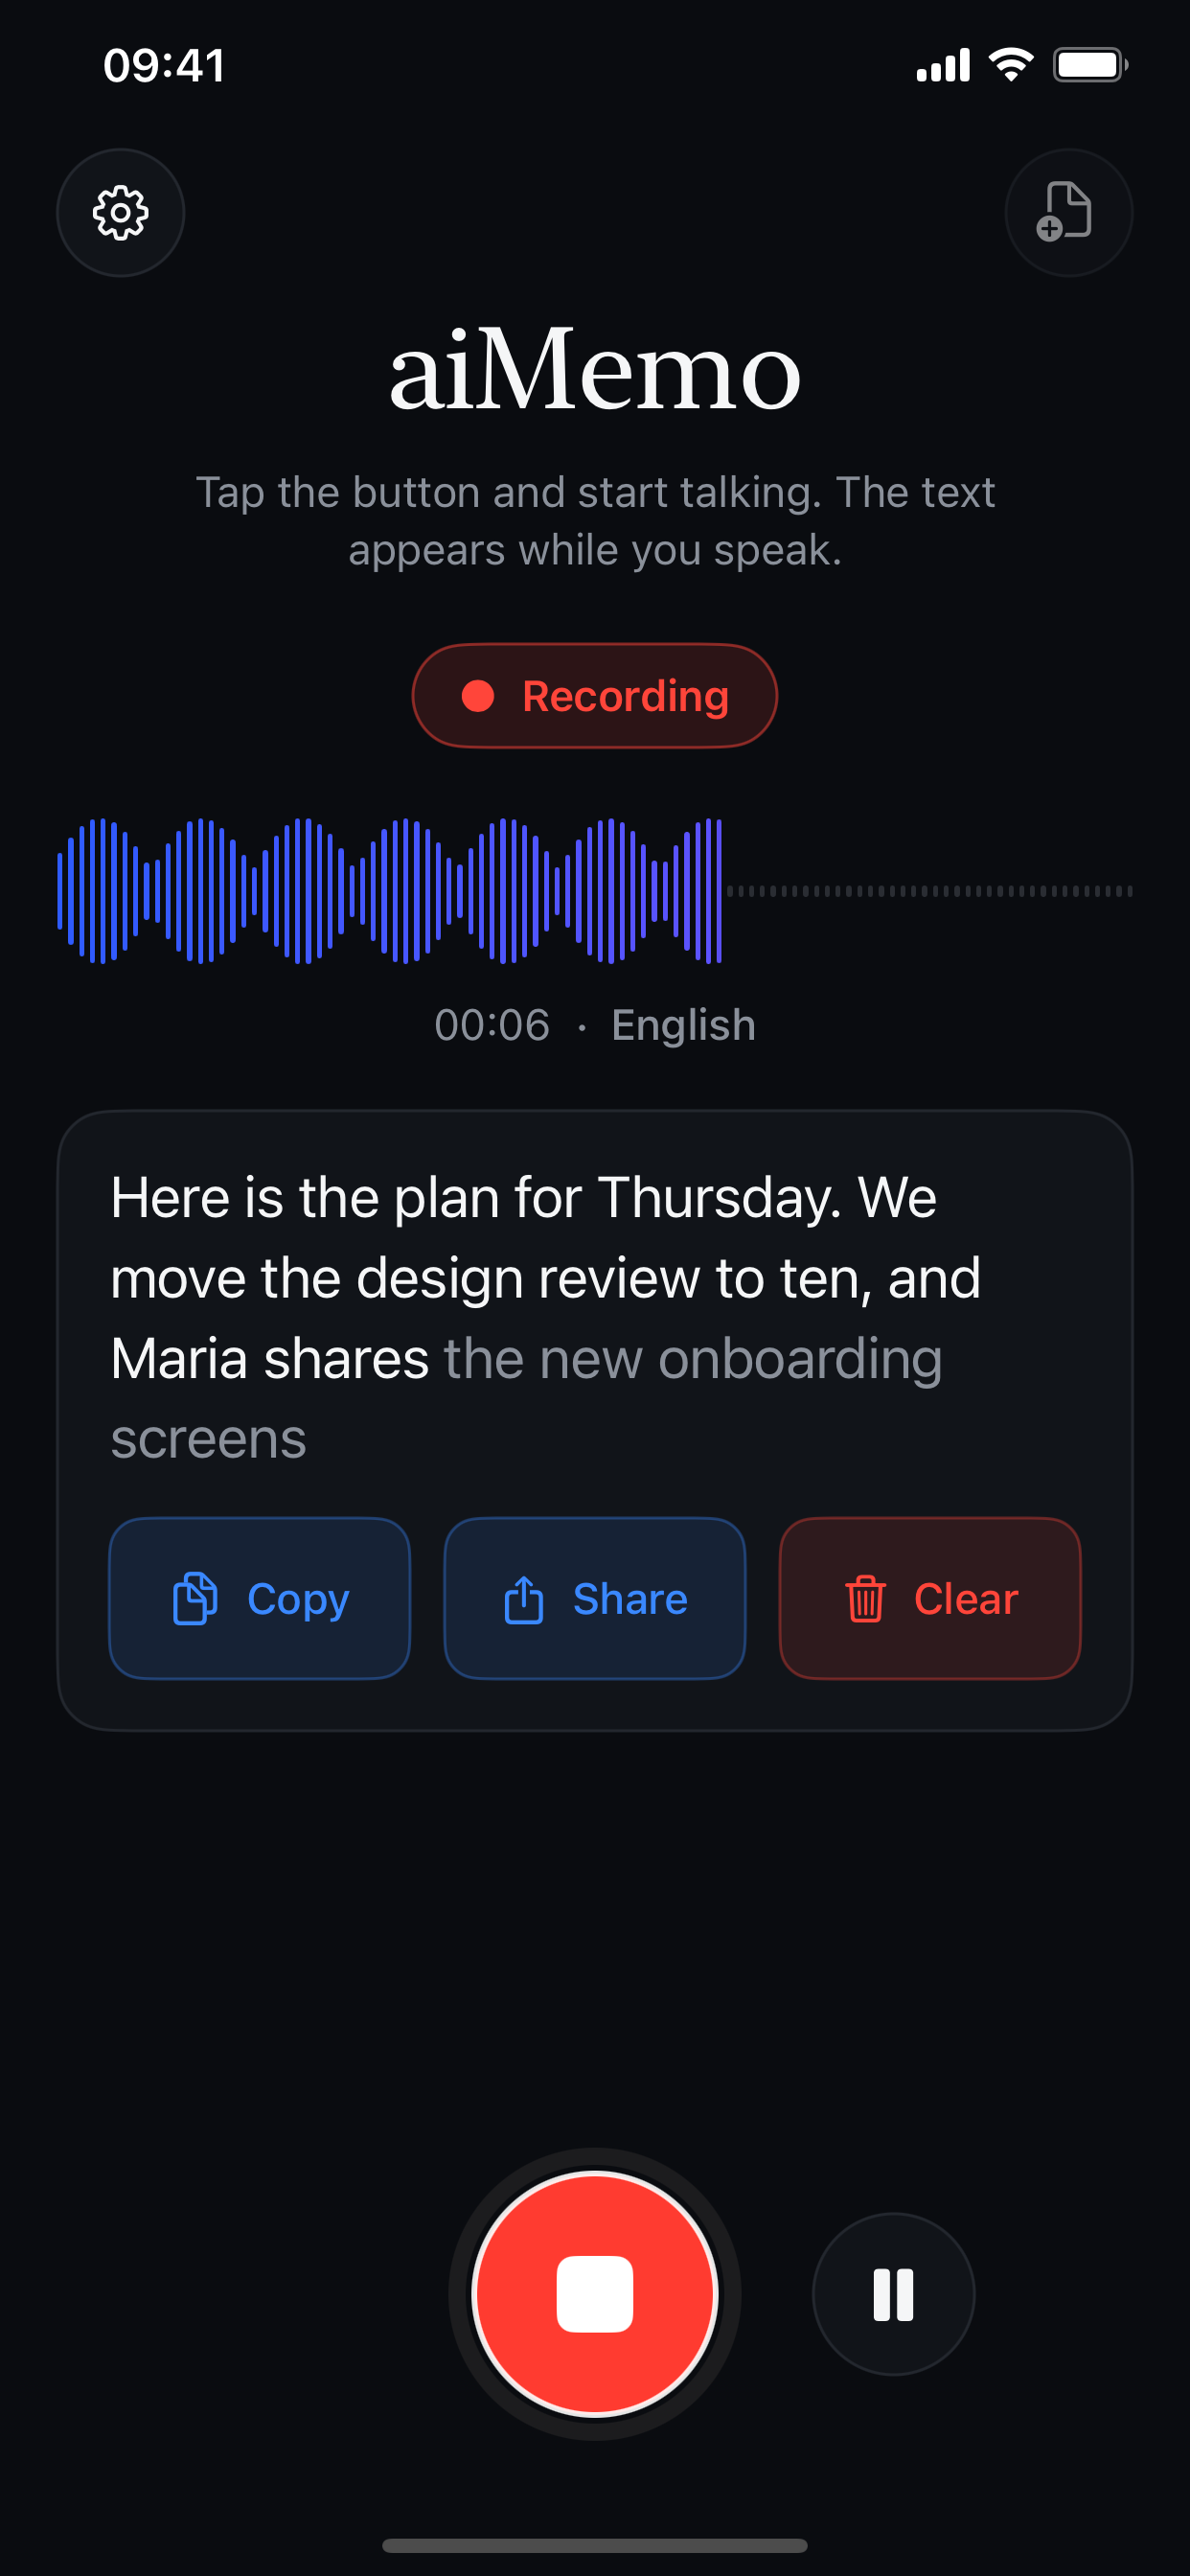 09:41
aiMemo
Tap the button and start talking. The text
appears while you speak.
Recording
00:06 · English
Here is the plan for Thursday. We
move the design review to ten, and
Maria shares the new onboarding
screens
Copy Share Clear